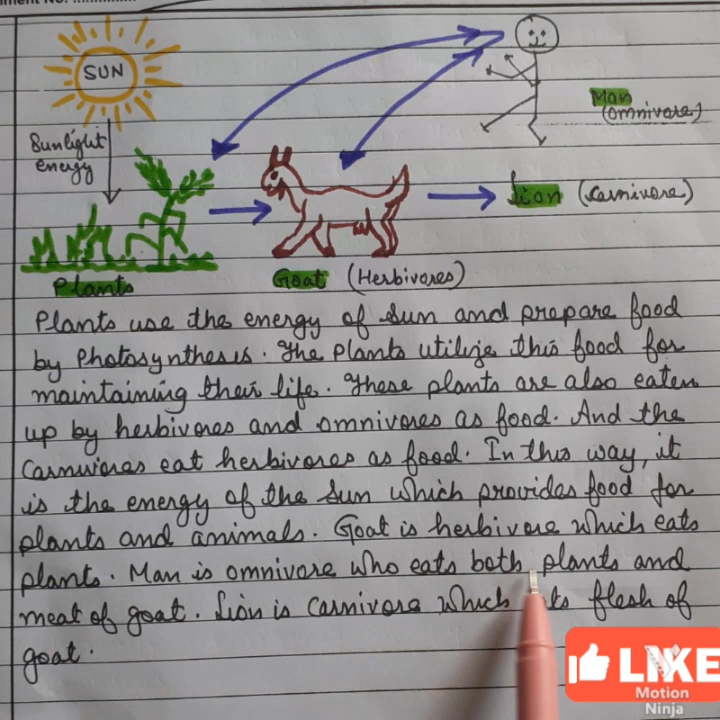 SUN
Sunlight
energy
Man
(Omnivore)
Lion (Carnivore)
Plants
Goat (Herbivores)
Plants use the energy of Sun and prepare food
by Photosynthesis. The plants utilize this food for
maintaining their life. These plants are also eaten
up by herbivores and omnivores as food. And the
Carnivores eat herbivores as food. In this way, it
is the energy of the Sun which provides food for
plants and animals. Goat is herbivore which eats
plants. Man is omnivore who eats both plants and
meat of goat. Lion is Carnivore which flesh of
goat.
LIKE
Motion
Ninja